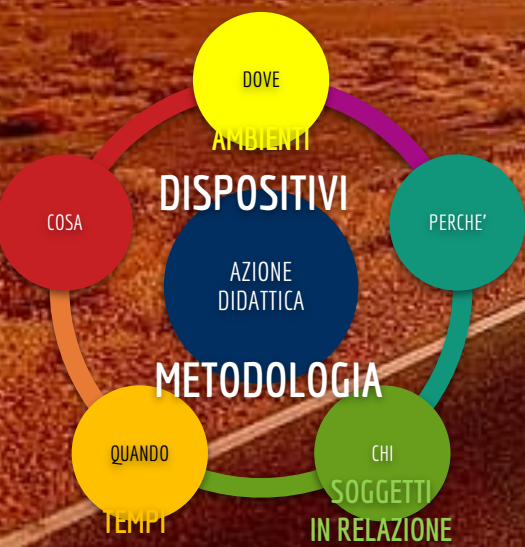 DOVE
AMBIENTI
DISPOSITIVI
COSA
PERCHE'
AZIONE
DIDATTICA
METODOLOGIA
QUANDO
CHI
TEMPI
SOGGETTI
IN RELAZIONE